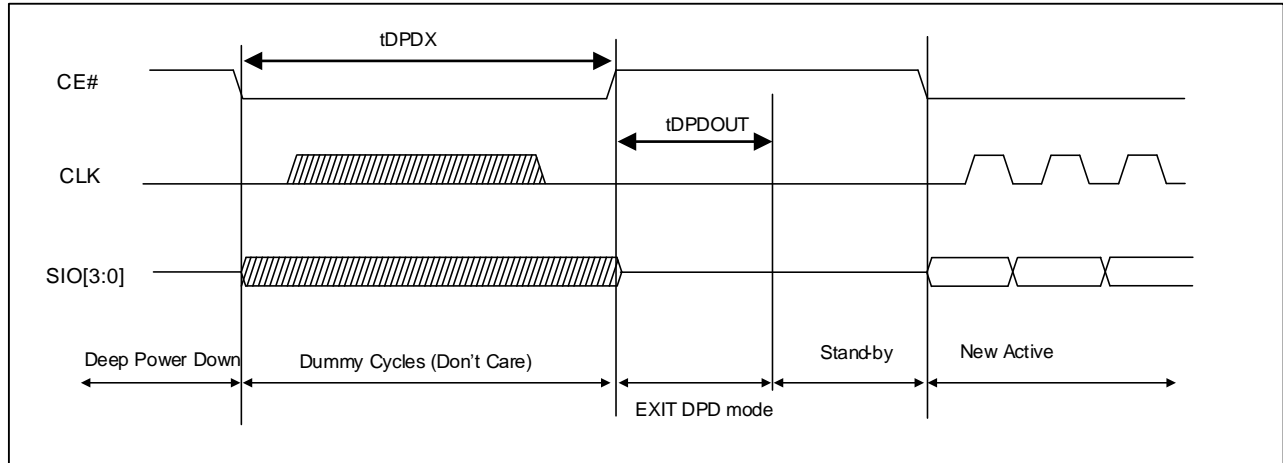 tDPDX
CE#
tDPDOUT
CLK
SIO[3:0]
Deep Power Down
Dummy Cycles (Don't Care)
Stand-by
New Active
EXIT DPD mode